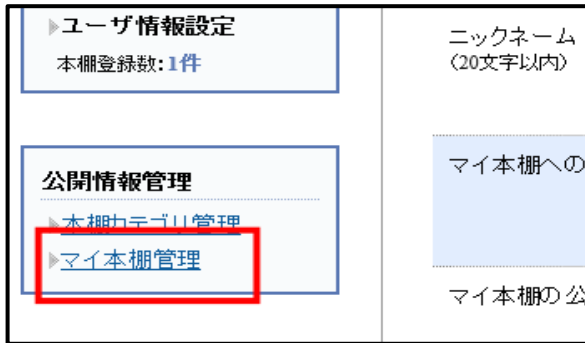 ▶ユーザ情報設定
本棚登録数:1件
公開情報管理
▶本棚カテゴリ管理
▶マイ本棚管理
ニックネーム
(20文字以内)
マイ本棚への
マイ本棚の公